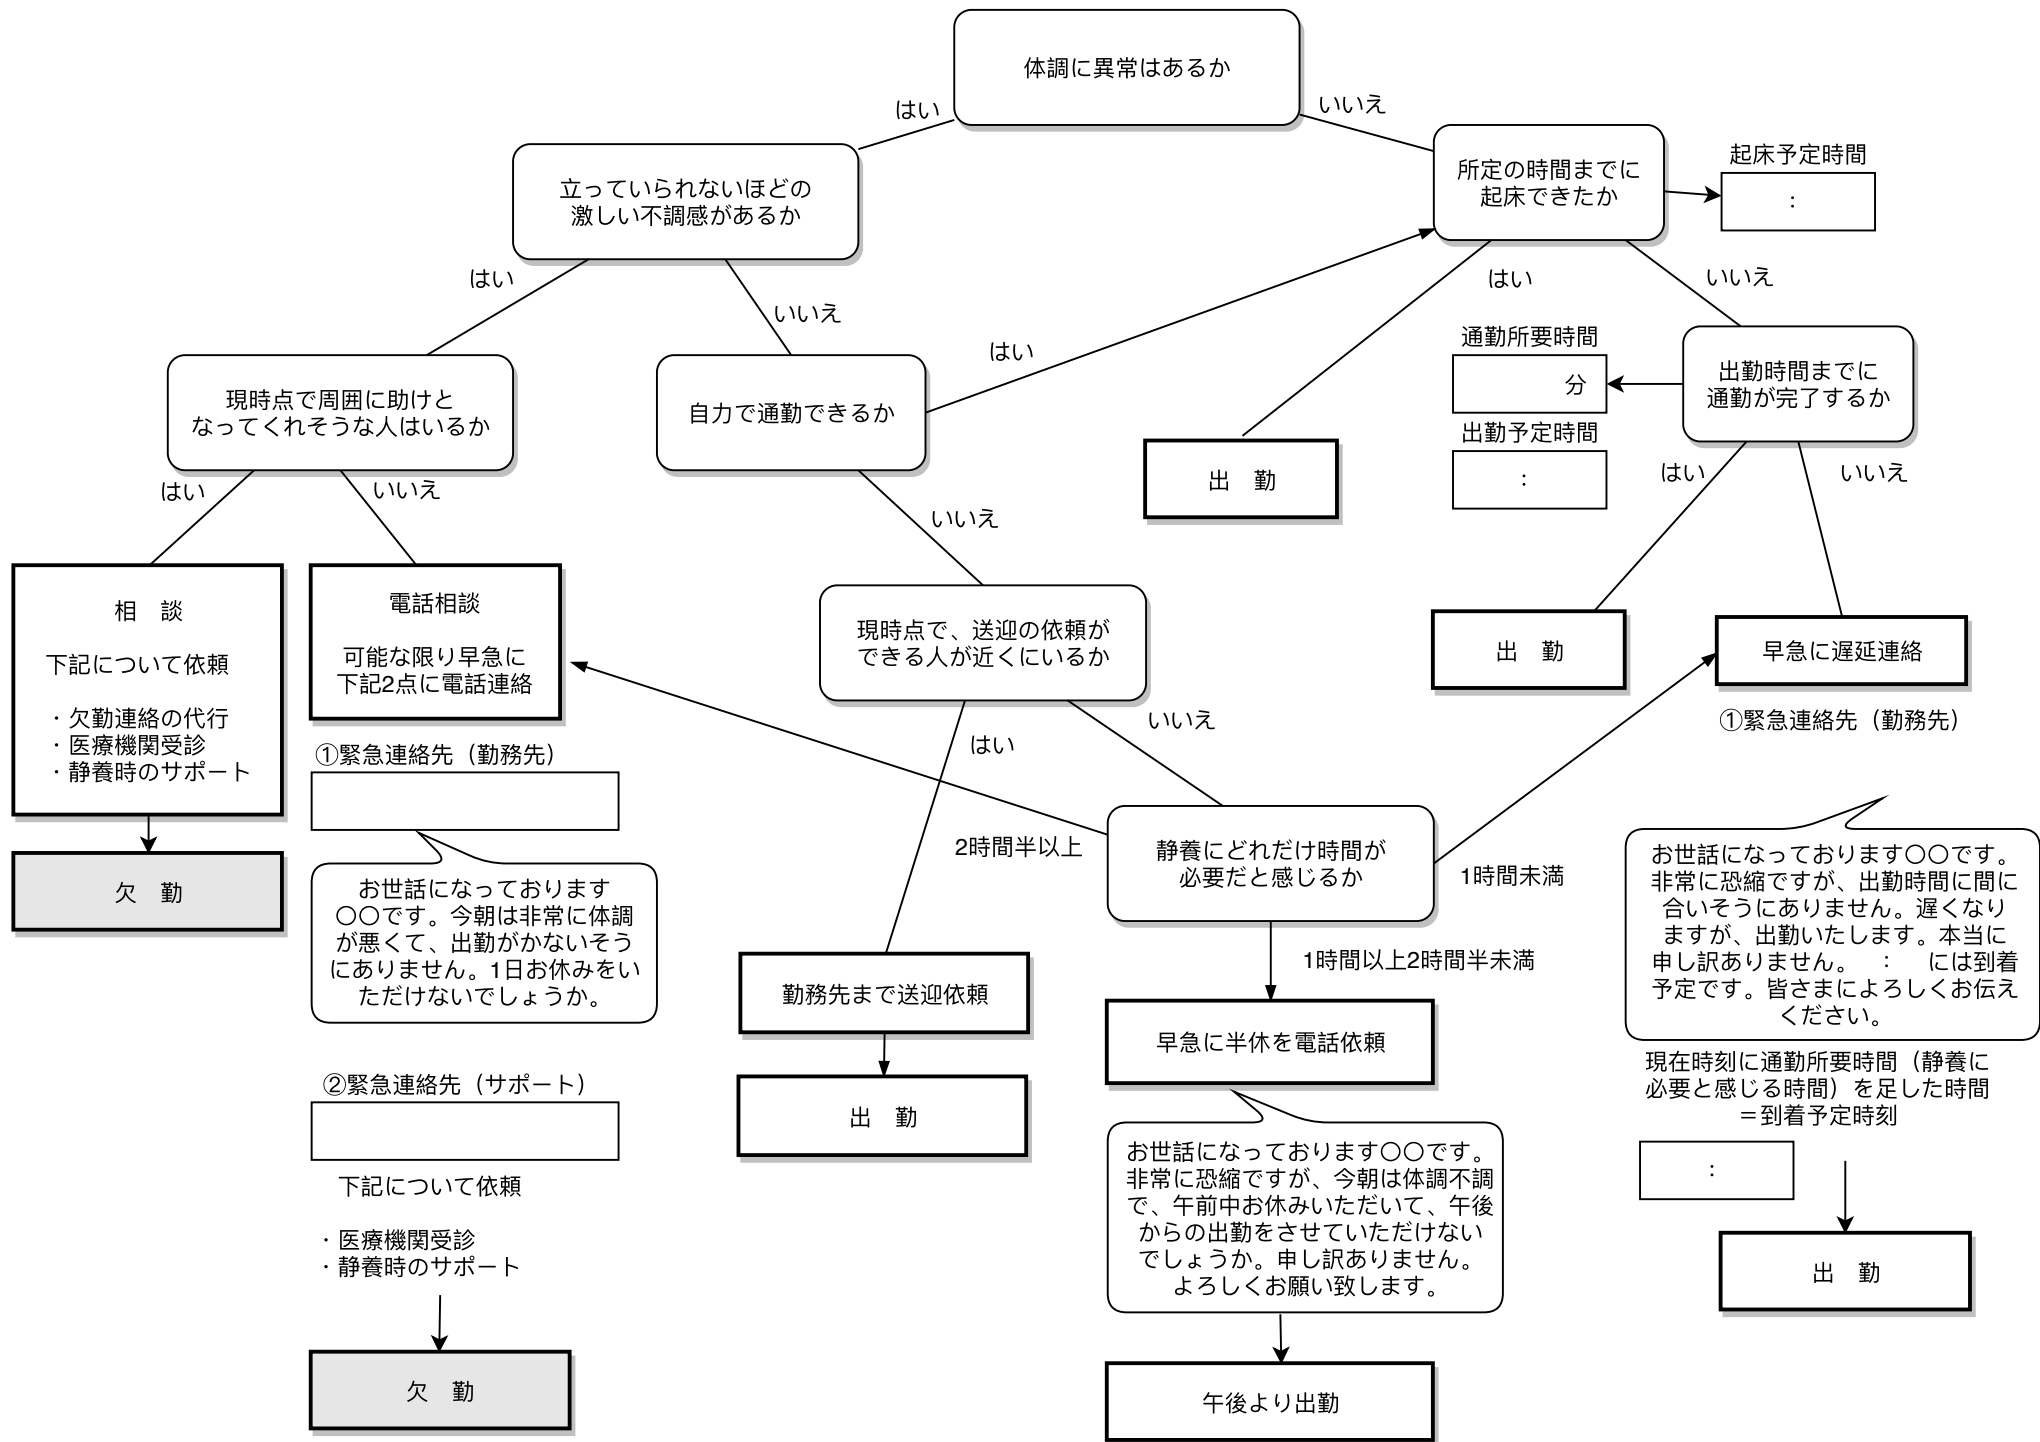 体調に異常はあるか
はい
いいえ
立っていられないほどの
激しい不調感があるか
所定の時間までに
起床できたか
起床予定時間
:
はい
いいえ
はい
いいえ
はい
通勤所要時間
分
出勤予定時間
:
出勤時間までに
通勤が完了するか
現時点で周囲に助けと
なってくれそうな人はいるか
自力で通勤できるか
出　勤
はい
いいえ
いいえ
はい
いいえ
相　談
下記について依頼
・欠勤連絡の代行
・医療機関受診
・静養時のサポート
欠　勤
電話相談
可能な限り早急に
下記2点に電話連絡
①緊急連絡先（勤務先）
お世話になっております
〇〇です。今朝は非常に体調
が悪くて、出勤がかないそう
にありません。1日お休みをい
ただけないでしょうか。
②緊急連絡先（サポート）
下記について依頼
・医療機関受診
・静養時のサポート
欠　勤
現時点で、送迎の依頼が
できる人が近くにいるか
はい
いいえ
勤務先まで送迎依頼
出　勤
静養にどれだけ時間が
必要だと感じるか
2時間半以上
1時間未満
1時間以上2時間半未満
早急に半休を電話依頼
お世話になっております〇〇です。
非常に恐縮ですが、今朝は体調不調
で、午前中お休みいただいて、午後
からの出勤をさせていただけない
でしょうか。申し訳ありません。
よろしくお願い致します。
午後より出勤
出　勤
早急に遅延連絡
①緊急連絡先（勤務先）
お世話になっております〇〇です。
非常に恐縮ですが、出勤時間に間に
合いそうにありません。遅くなり
ますが、出勤いたします。本当に
申し訳ありません。　：　には到着
予定です。皆さまによろしくお伝え
ください。
現在時刻に通勤所要時間（静養に
必要と感じる時間）を足した時間
＝到着予定時刻
:
出　勤